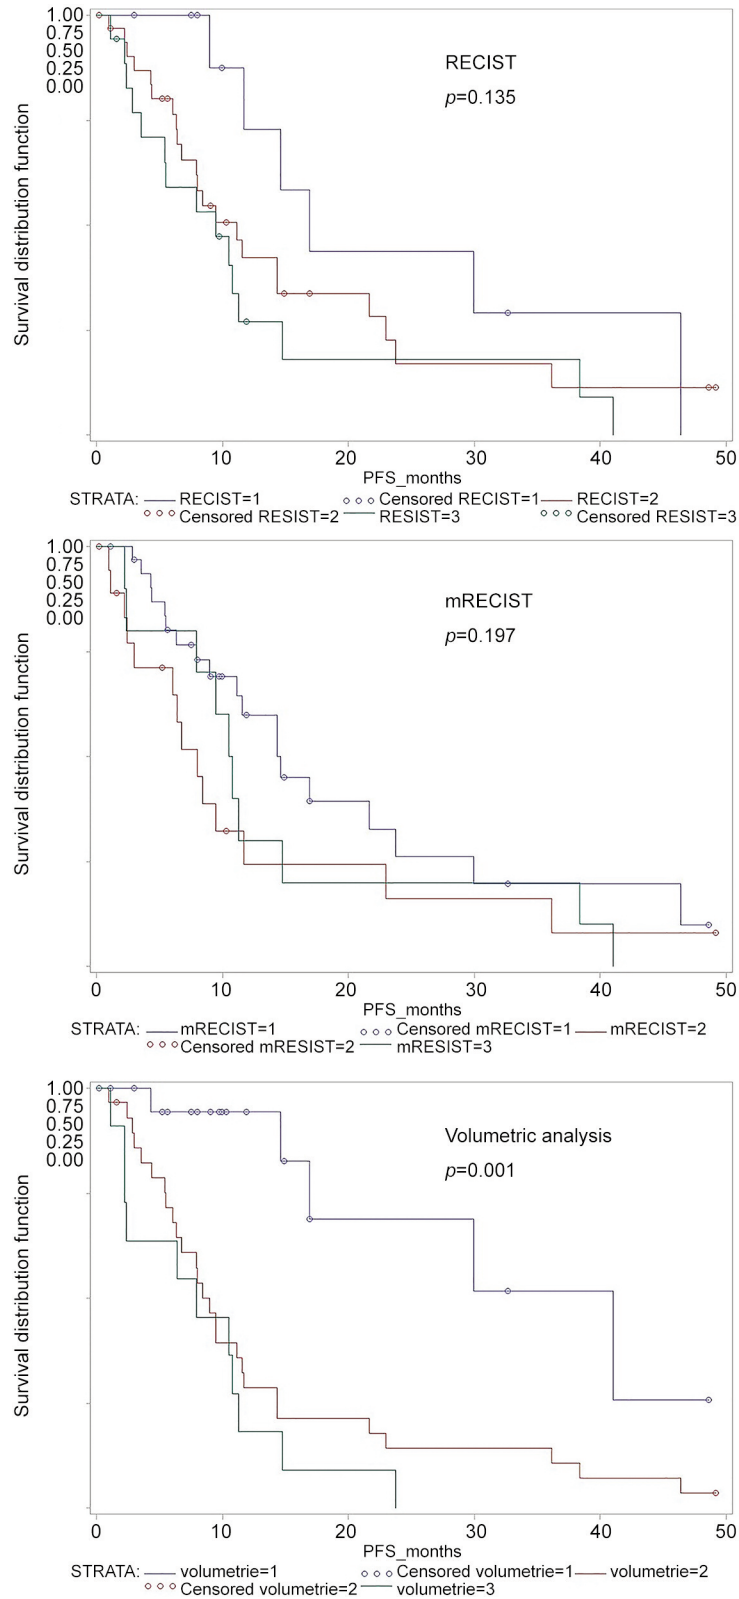 1.00
0.75
0.50
0.25
0.00
Survival distribution function
RECIST
p=0.135
0 10 20 30 40 50
PFS_months
STRATA: RECIST=1 Censored RECIST=1 RECIST=2
Censored RESIST=2 RESIST=3 Censored RESIST=3
1.00
0.75
0.50
0.25
0.00
Survival distribution function
mRECIST
p=0.197
0 10 20 30 40 50
PFS_months
STRATA: mRECIST=1 Censored mRECIST=1 mRECIST=2
Censored mRESIST=2 mRESIST=3
1.00
0.75
0.50
0.25
0.00
Survival distribution function
Volumetric analysis
p=0.001
0 10 20 30 40 50
PFS_months
STRATA: volumetrie=1 Censored volumetrie=1 volumetrie=2
Censored volumetrie=2 volumetrie=3